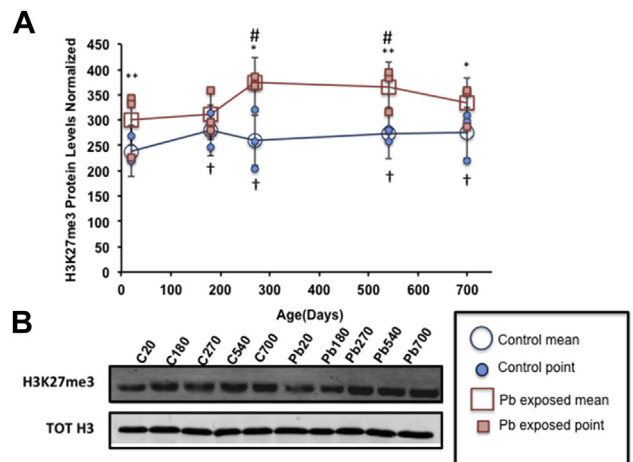 A
H3K27me3 Protein Levels Normalized
450
400
350
300
250
200
150
100
50
0
**
#
*
#
**
*
†
†
†
†
0 100 200 300 400 500 600 700
Age(Days)
B
C20 C180 C270 C540 C700 Pb20 Pb180 Pb270 Pb540 Pb700
H3K27me3
TOT H3
Control mean
Control point
Pb exposed mean
Pb exposed point